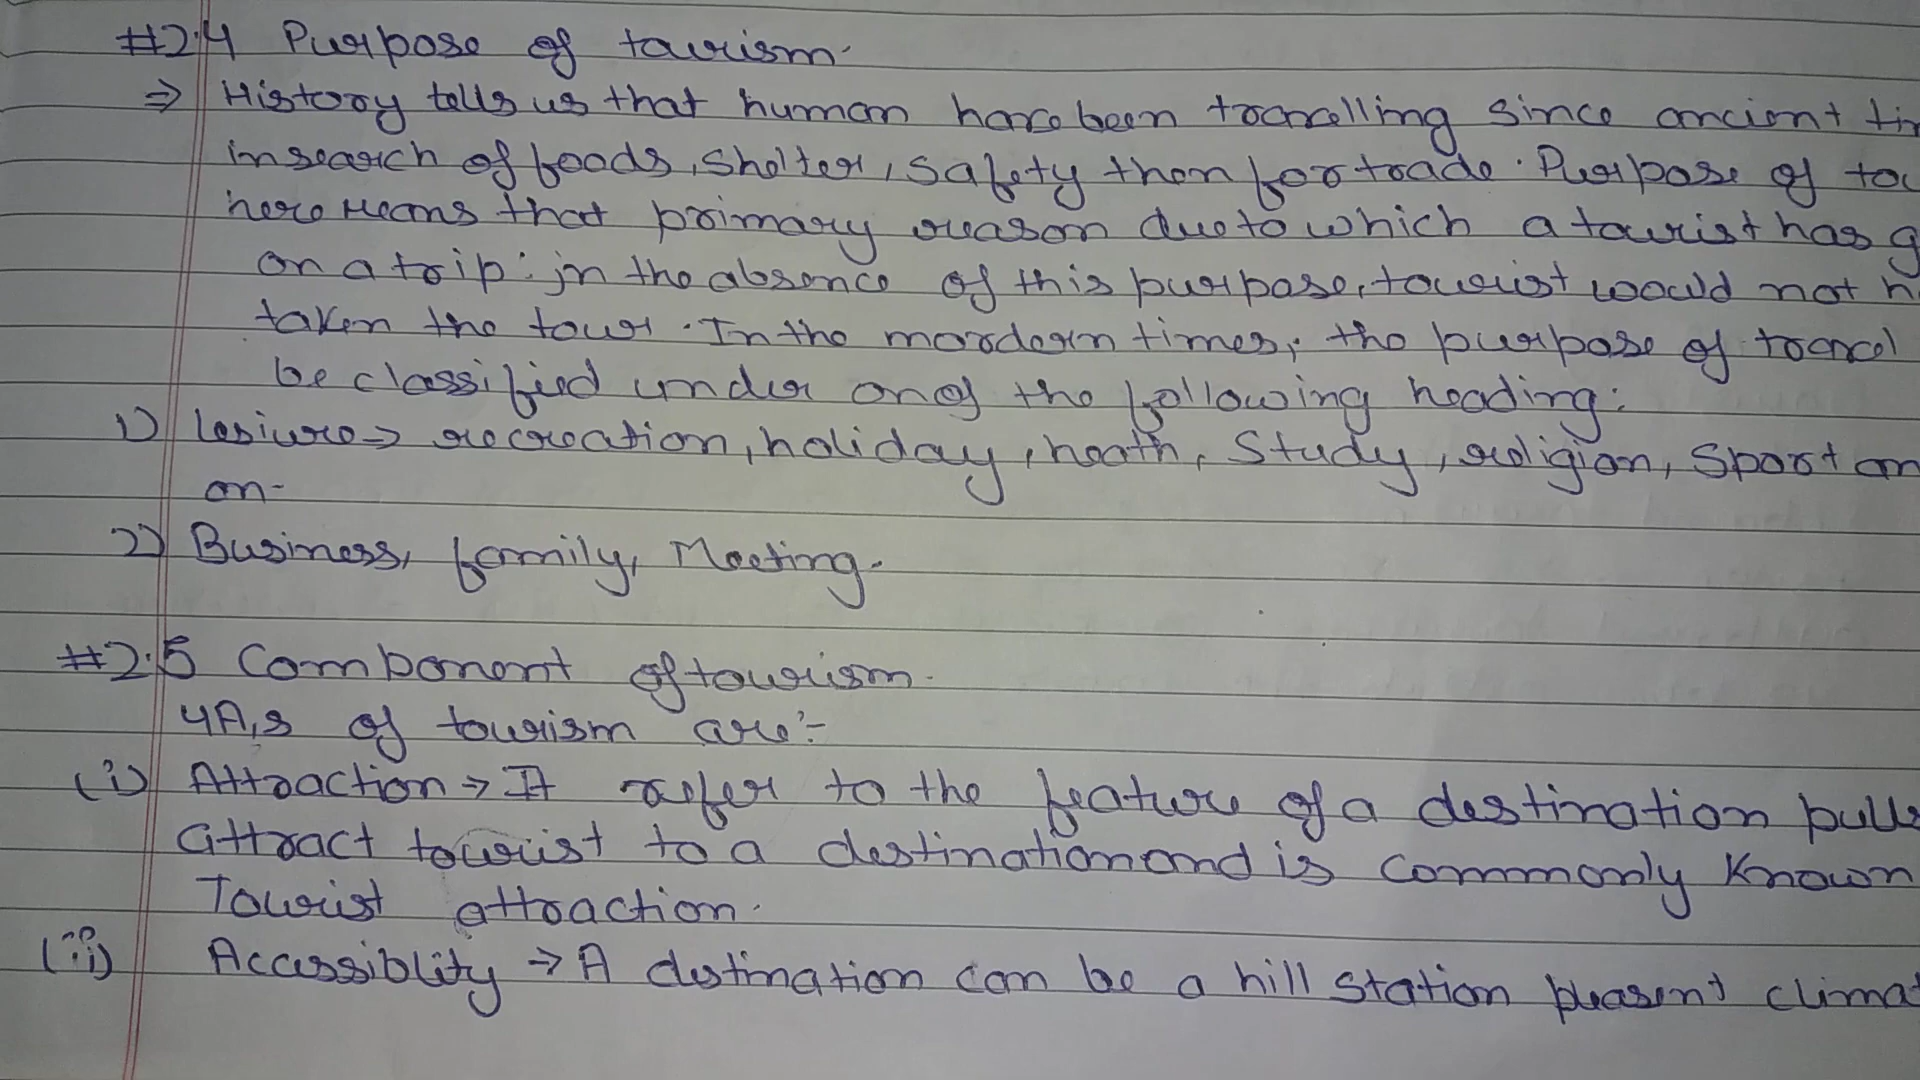 #2.4 Purpose of tourism.
⇒ History tells us that human have been travelling since ancient
in search of foods, shelter, safety then for trade. Purpose of
here means that primary reason due to which a tourist has
on a trip. in the absence of this purpose, tourist woould not
taken the tour. In the mordern times, the purpose of travel
be classified under on of the following heading:
1) Lesiure → recreation, holiday, heath, Study, religion, Sport
on-
2) Business, family, Meeting.
#2.5 Component of tourism.
4A,s of tourism are:-
(i) Attraction → It refer to the feature of a destination pulls
attract tourist to a destination and is commonly known
Tourist attraction.
(ii) Accessiblity → A destination can be a hill station pleasent